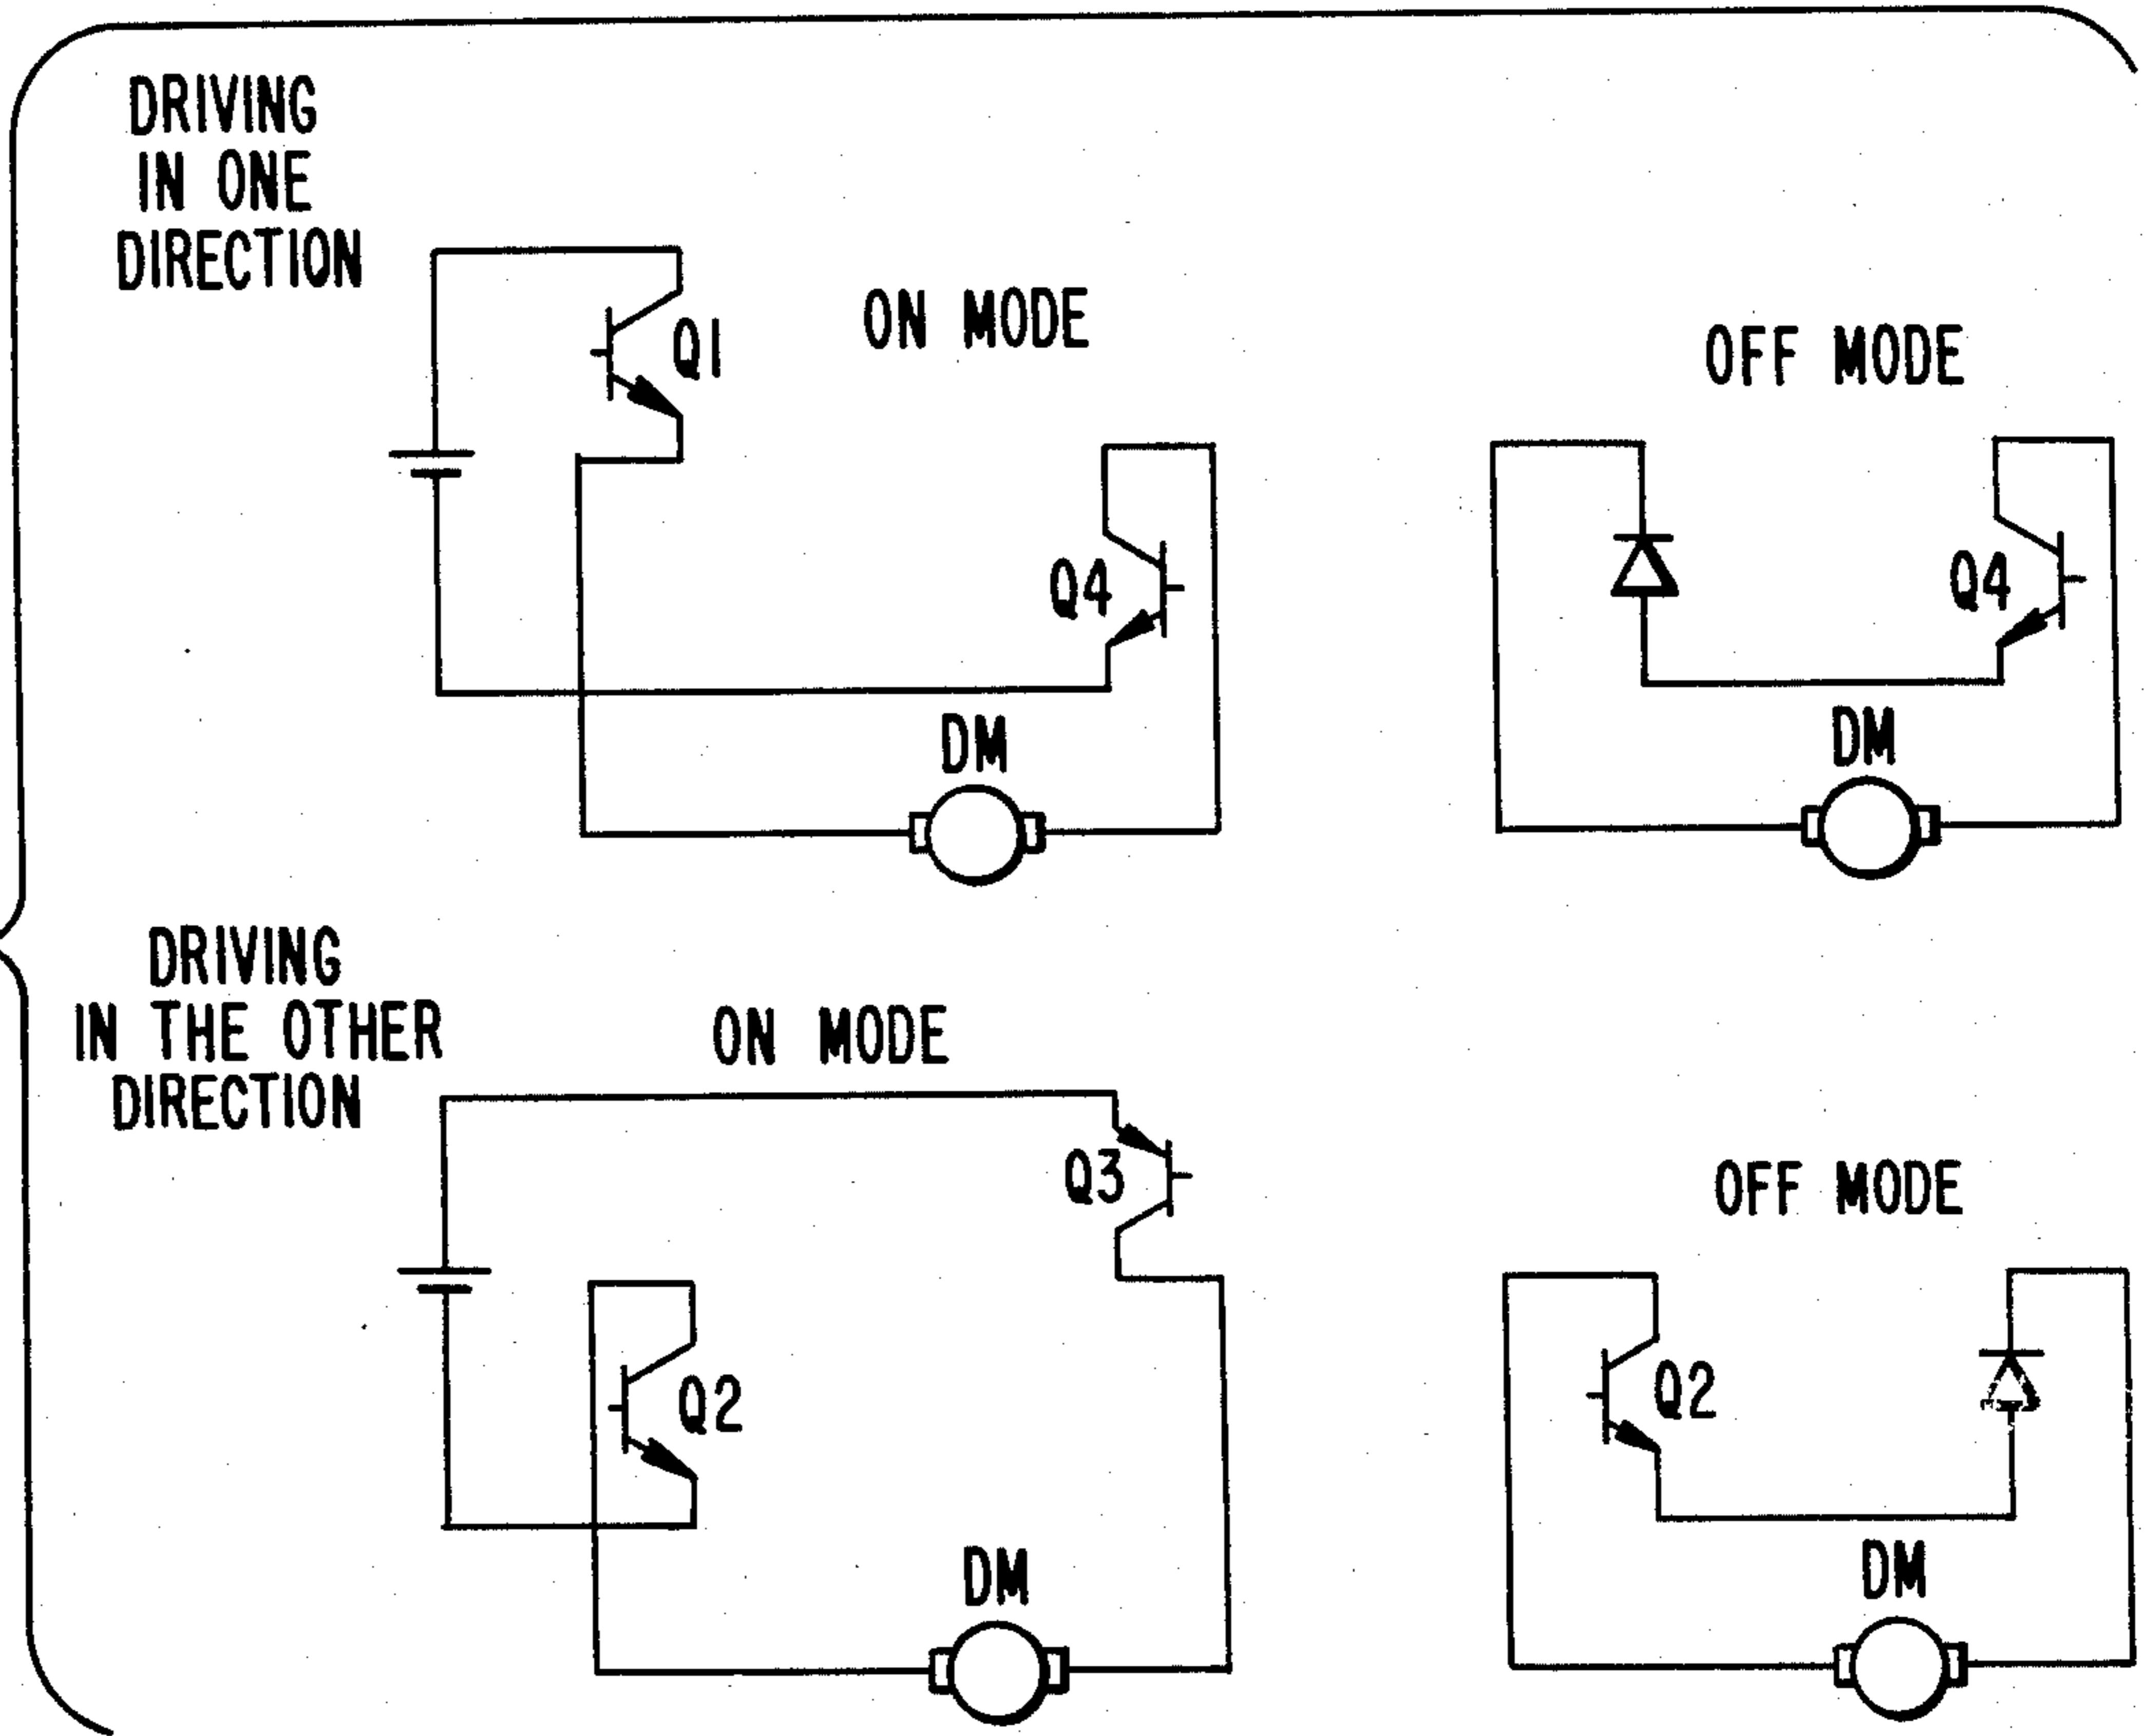 DRIVING
IN ONE
DIRECTION
ON MODE
Q1
Q4
DM
OFF MODE
Q4
DM
DRIVING
IN THE OTHER
DIRECTION
ON MODE
Q3
Q2
DM
OFF MODE
Q2
DM